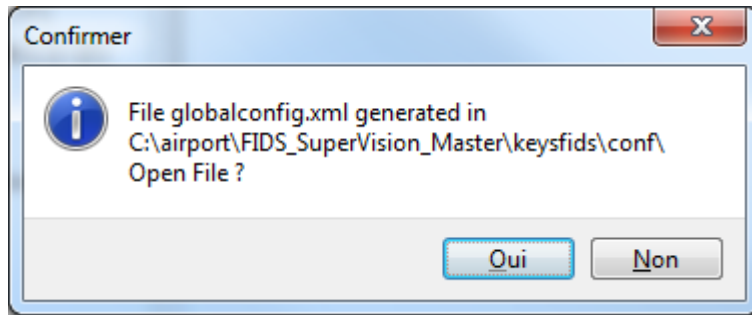 Confirmer
File globalconfig.xml generated in
C:\airport\FIDS_SuperVision_Master\keysfids\conf\
Open File ?
Oui
Non